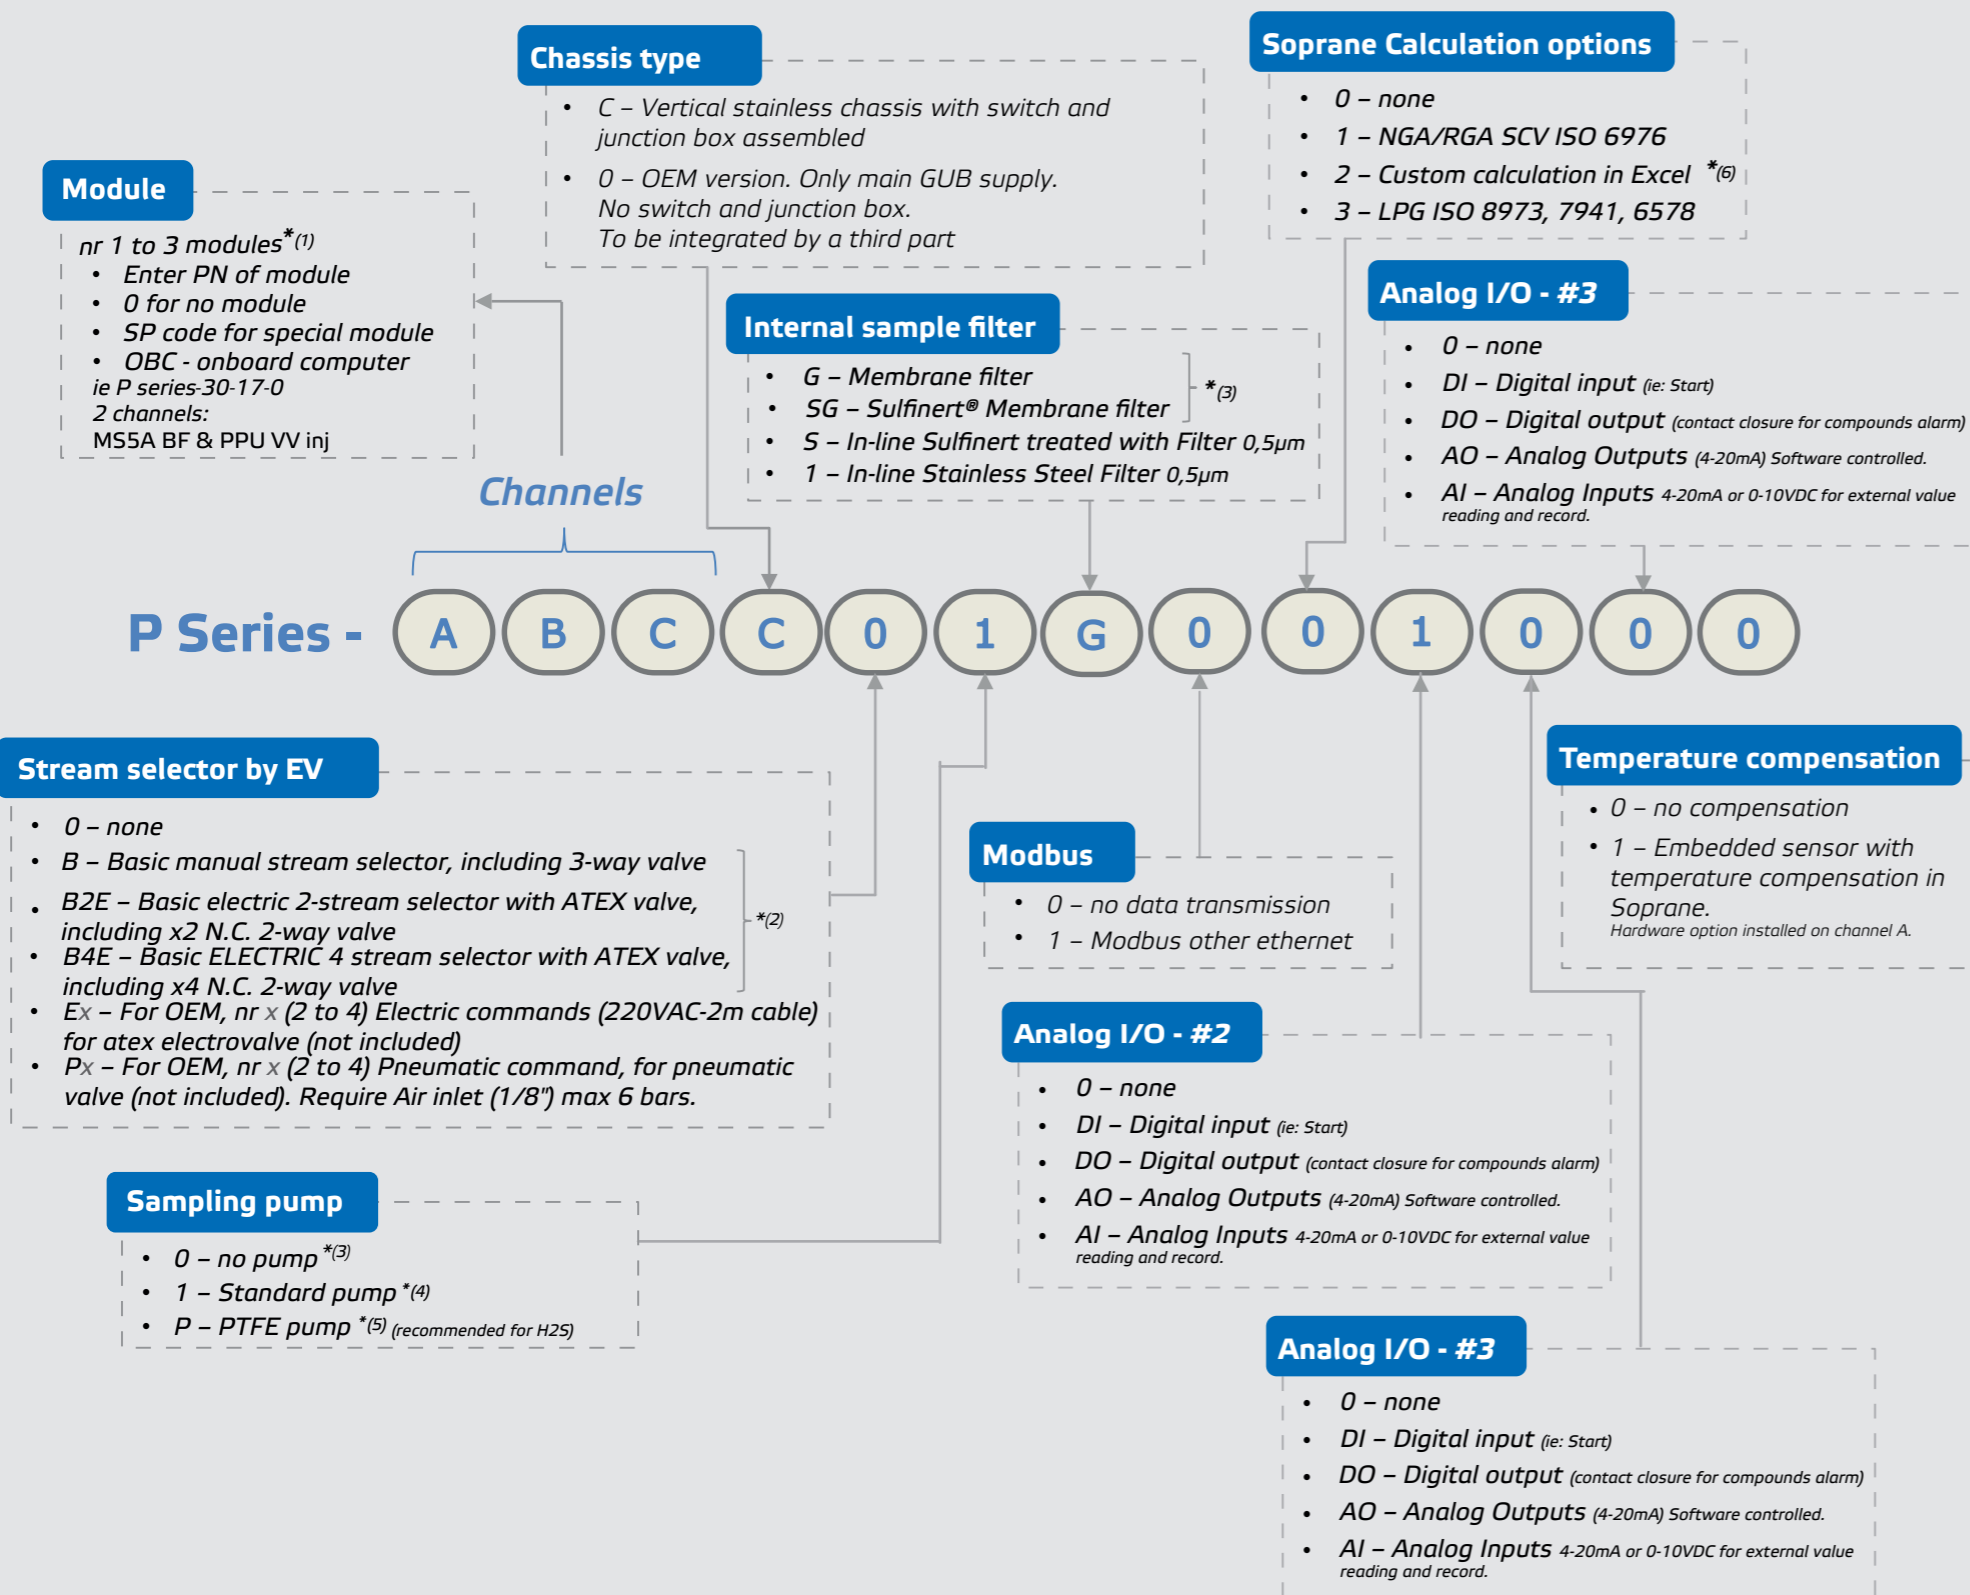 Chassis type
• C – Vertical stainless chassis with switch and
junction box assembled
• 0 – OEM version. Only main GUB supply.
No switch and junction box.
To be integrated by a third part
Soprane Calculation options
• 0 – none
• 1 – NGA/RGA SCV ISO 6976
• 2 – Custom calculation in Excel *(6)
• 3 – LPG ISO 8973, 7941, 6578
Module
nr 1 to 3 modules*(1)
• Enter PN of module
• 0 for no module
• SP code for special module
• OBC - onboard computer
ie P series-30-17-0
2 channels:
MS5A BF & PPU VV inj
Internal sample filter
• G – Membrane filter
• SG – Sulfinert® Membrane filter
*(3)
• S – In-line Sulfinert treated with Filter 0,5µm
• 1 – In-line Stainless Steel Filter 0,5µm
Analog I/O - #3
• 0 – none
• DI – Digital input (ie: Start)
• DO – Digital output (contact closure for compounds alarm)
• AO – Analog Outputs (4-20mA) Software controlled.
• AI – Analog Inputs 4-20mA or 0-10VDC for external value
reading and record.
Channels
P Series - A B C C 0 1 G 0 0 1 0 0 0
Stream selector by EV
• 0 – none
• B – Basic manual stream selector, including 3-way valve
• B2E – Basic electric 2-stream selector with ATEX valve,
including x2 N.C. 2-way valve
• B4E – Basic ELECTRIC 4 stream selector with ATEX valve,
including x4 N.C. 2-way valve
*(2)
• Ex – For OEM, nr x (2 to 4) Electric commands (220VAC-2m cable)
for atex electrovalve (not included)
• Px – For OEM, nr x (2 to 4) Pneumatic command, for pneumatic
valve (not included). Require Air inlet (1/8") max 6 bars.
Modbus
• 0 – no data transmission
• 1 – Modbus other ethernet
Temperature compensation
• 0 – no compensation
• 1 – Embedded sensor with
temperature compensation in
Soprane.
Hardware option installed on channel A.
Analog I/O - #2
• 0 – none
• DI – Digital input (ie: Start)
• DO – Digital output (contact closure for compounds alarm)
• AO – Analog Outputs (4-20mA) Software controlled.
• AI – Analog Inputs 4-20mA or 0-10VDC for external value
reading and record.
Sampling pump
• 0 – no pump *(3)
• 1 – Standard pump *(4)
• P – PTFE pump *(5) (recommended for H2S)
Analog I/O - #3
• 0 – none
• DI – Digital input (ie: Start)
• DO – Digital output (contact closure for compounds alarm)
• AO – Analog Outputs (4-20mA) Software controlled.
• AI – Analog Inputs 4-20mA or 0-10VDC for external value
reading and record.